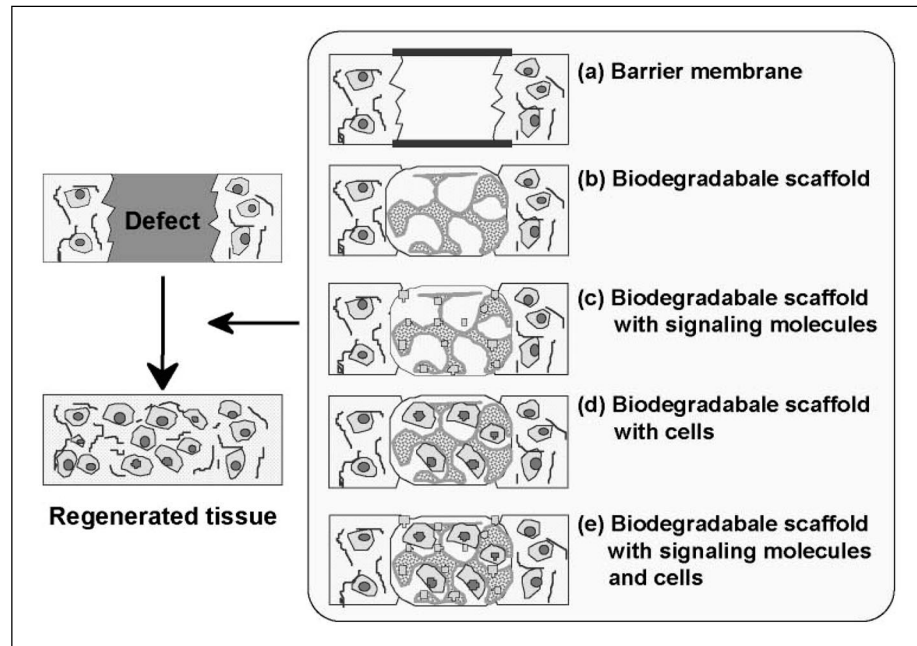 Defect
Regenerated tissue
(a) Barrier membrane
(b) Biodegradabale scaffold
(c) Biodegradabale scaffold
with signaling molecules
(d) Biodegradabale scaffold
with cells
(e) Biodegradabale scaffold
with signaling molecules
and cells